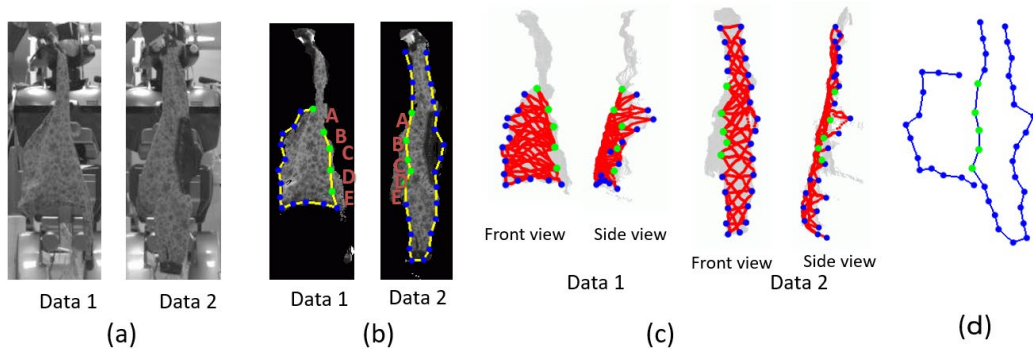 A
B
C
D
E
A
B
C
D
E
Front view
Side view
Front view
Side view
Data 1
Data 2
Data 1
Data 2
Data 1
Data 2
(a)
(b)
(c)
(d)